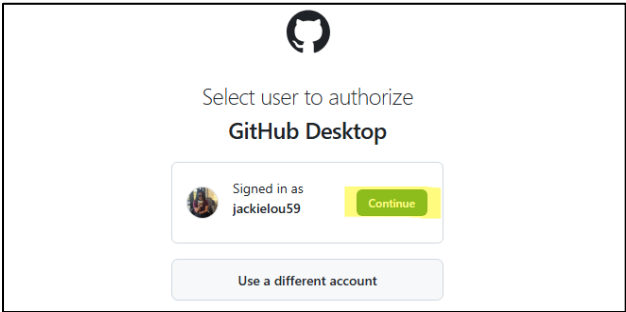 Select user to authorize
GitHub Desktop
Signed in as
jackielou59
Continue
Use a different account